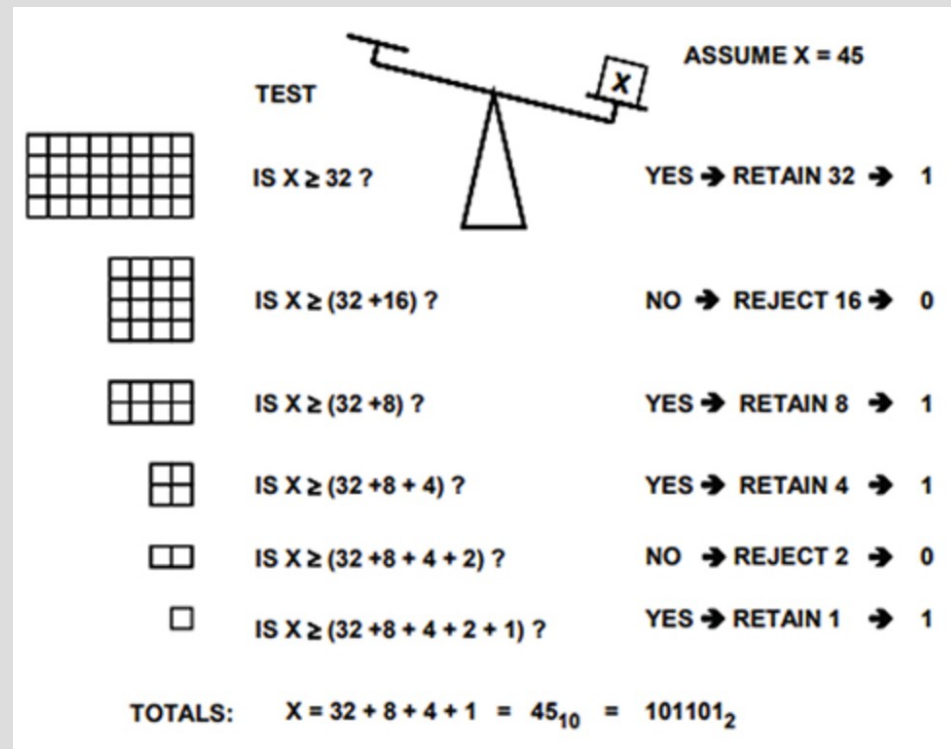 ASSUME X = 45
X
TEST
IS X ≥ 32 ? YES ➔ RETAIN 32 ➔ 1
IS X ≥ (32 +16) ? NO ➔ REJECT 16 ➔ 0
IS X ≥ (32 +8) ? YES ➔ RETAIN 8 ➔ 1
IS X ≥ (32 +8 + 4) ? YES ➔ RETAIN 4 ➔ 1
IS X ≥ (32 +8 + 4 + 2) ? NO ➔ REJECT 2 ➔ 0
IS X ≥ (32 +8 + 4 + 2 + 1) ? YES ➔ RETAIN 1 ➔ 1
TOTALS: X = 32 + 8 + 4 + 1 = 45₁₀ = 101101₂